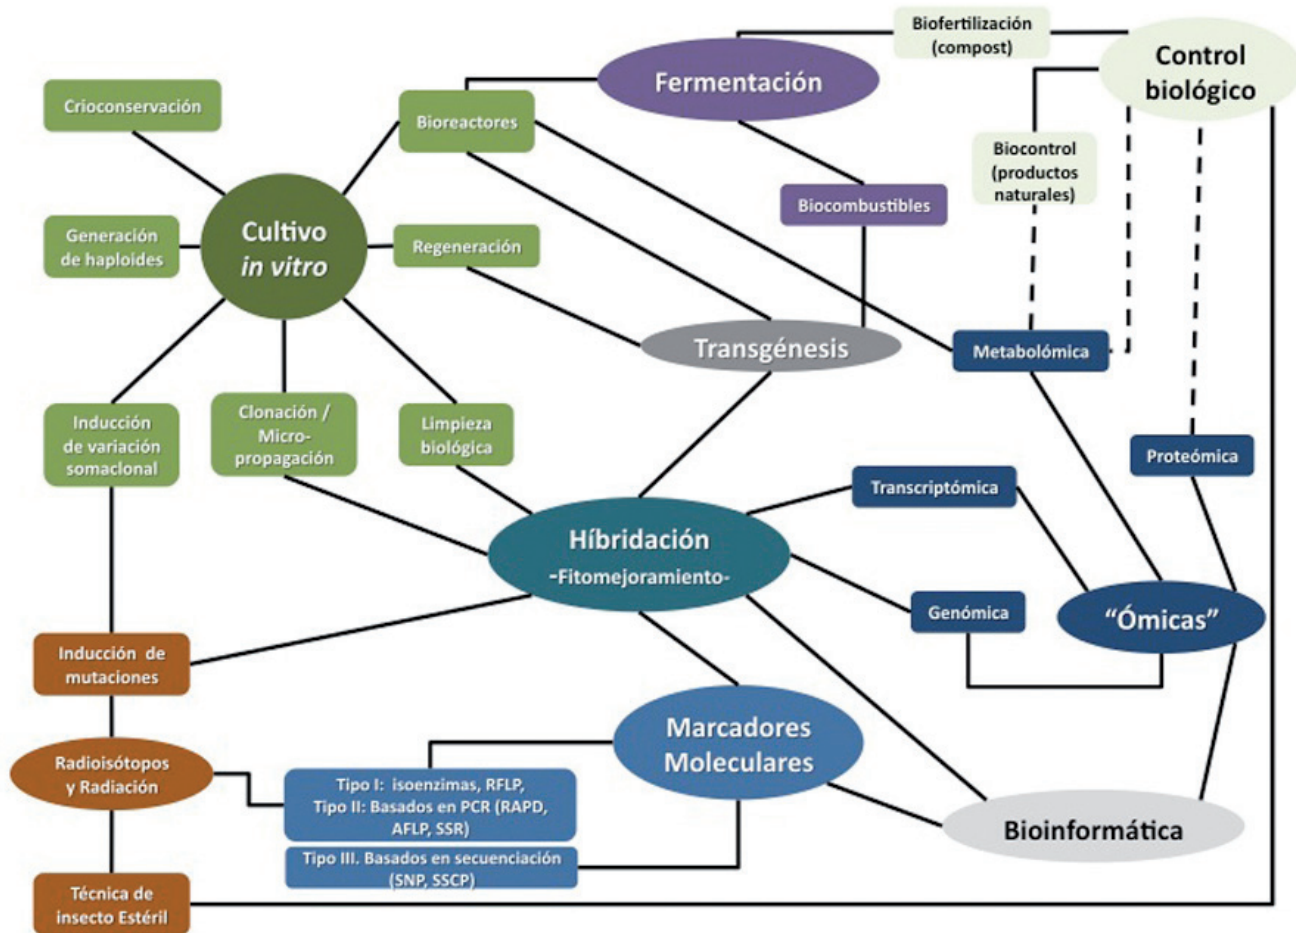 Biofertilización
(compost)
Control
biológico
Fermentación
Crioconservación
Bioreactores
Biocontrol
(productos
naturales)
Biocombustibles
Generación
de haploides
Cultivo
in vitro
Regeneración
Transgénesis
Metabolómica
Inducción
de variación
somaclonal
Clonación /
Micro-
propagación
Limpieza
biológica
Proteómica
Transcriptómica
Híbridación
-Fitomejoramiento-
Genómica
“Ómicas”
Inducción de
mutaciones
Marcadores
Moleculares
Radioisótopos
y Radiación
Tipo I: isoenzimas, RFLP,
Tipo II: Basados en PCR (RAPD,
AFLP, SSR)
Bioinformática
Tipo III. Basados en secuenciación
(SNP, SSCP)
Técnica de
insecto Estéril